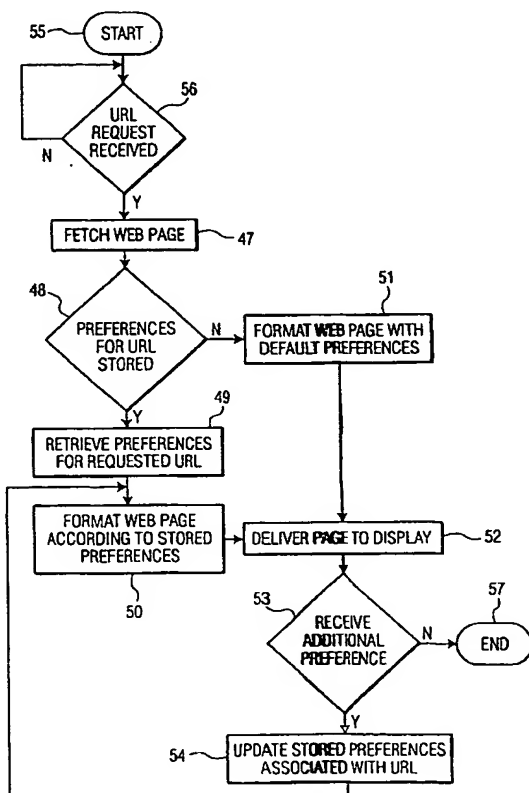 55
START
56
URL
REQUEST
RECEIVED
N
Y
FETCH WEB PAGE
47
48
PREFERENCES
FOR URL
STORED
N
Y
51
FORMAT WEB PAGE WITH
DEFAULT PREFERENCES
49
RETRIEVE PREFERENCES
FOR REQUESTED URL
FORMAT WEB PAGE
ACCORDING TO STORED
PREFERENCES
50
DELIVER PAGE TO DISPLAY
52
53
RECEIVE
ADDITIONAL
PREFERENCE
N
Y
57
END
54
UPDATE STORED PREFERENCES
ASSOCIATED WITH URL